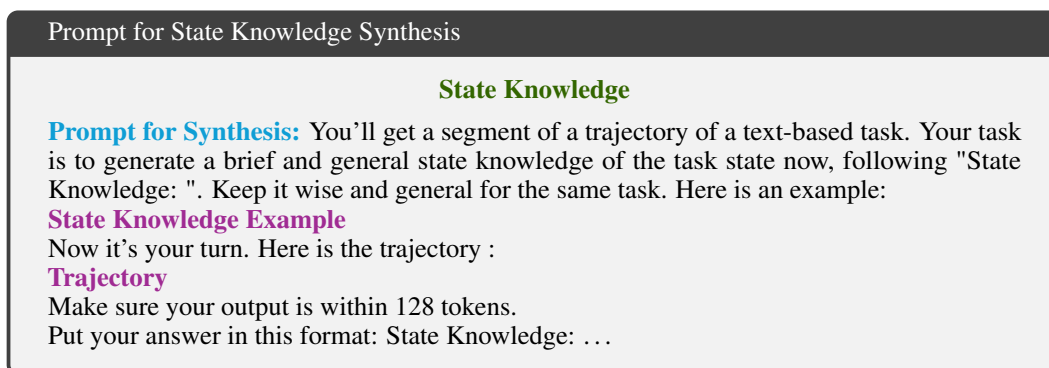 Prompt for State Knowledge Synthesis
State Knowledge
Prompt for Synthesis: You'll get a segment of a trajectory of a text-based task. Your task
is to generate a brief and general state knowledge of the task state now, following "State
Knowledge: ". Keep it wise and general for the same task. Here is an example:
State Knowledge Example
Now it's your turn. Here is the trajectory :
Trajectory
Make sure your output is within 128 tokens.
Put your answer in this format: State Knowledge: ...